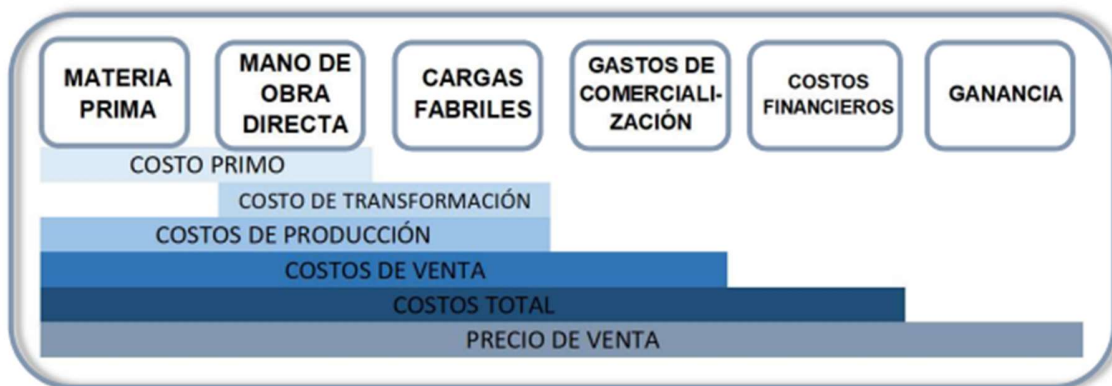 MATERIA
PRIMA
MANO DE
OBRA
DIRECTA
CARGAS
FABRILES
GASTOS DE
COMERCIALI-
ZACIÓN
COSTOS
FINANCIEROS
GANANCIA
COSTO PRIMO
COSTO DE TRANSFORMACIÓN
COSTOS DE PRODUCCIÓN
COSTOS DE VENTA
COSTOS TOTAL
PRECIO DE VENTA